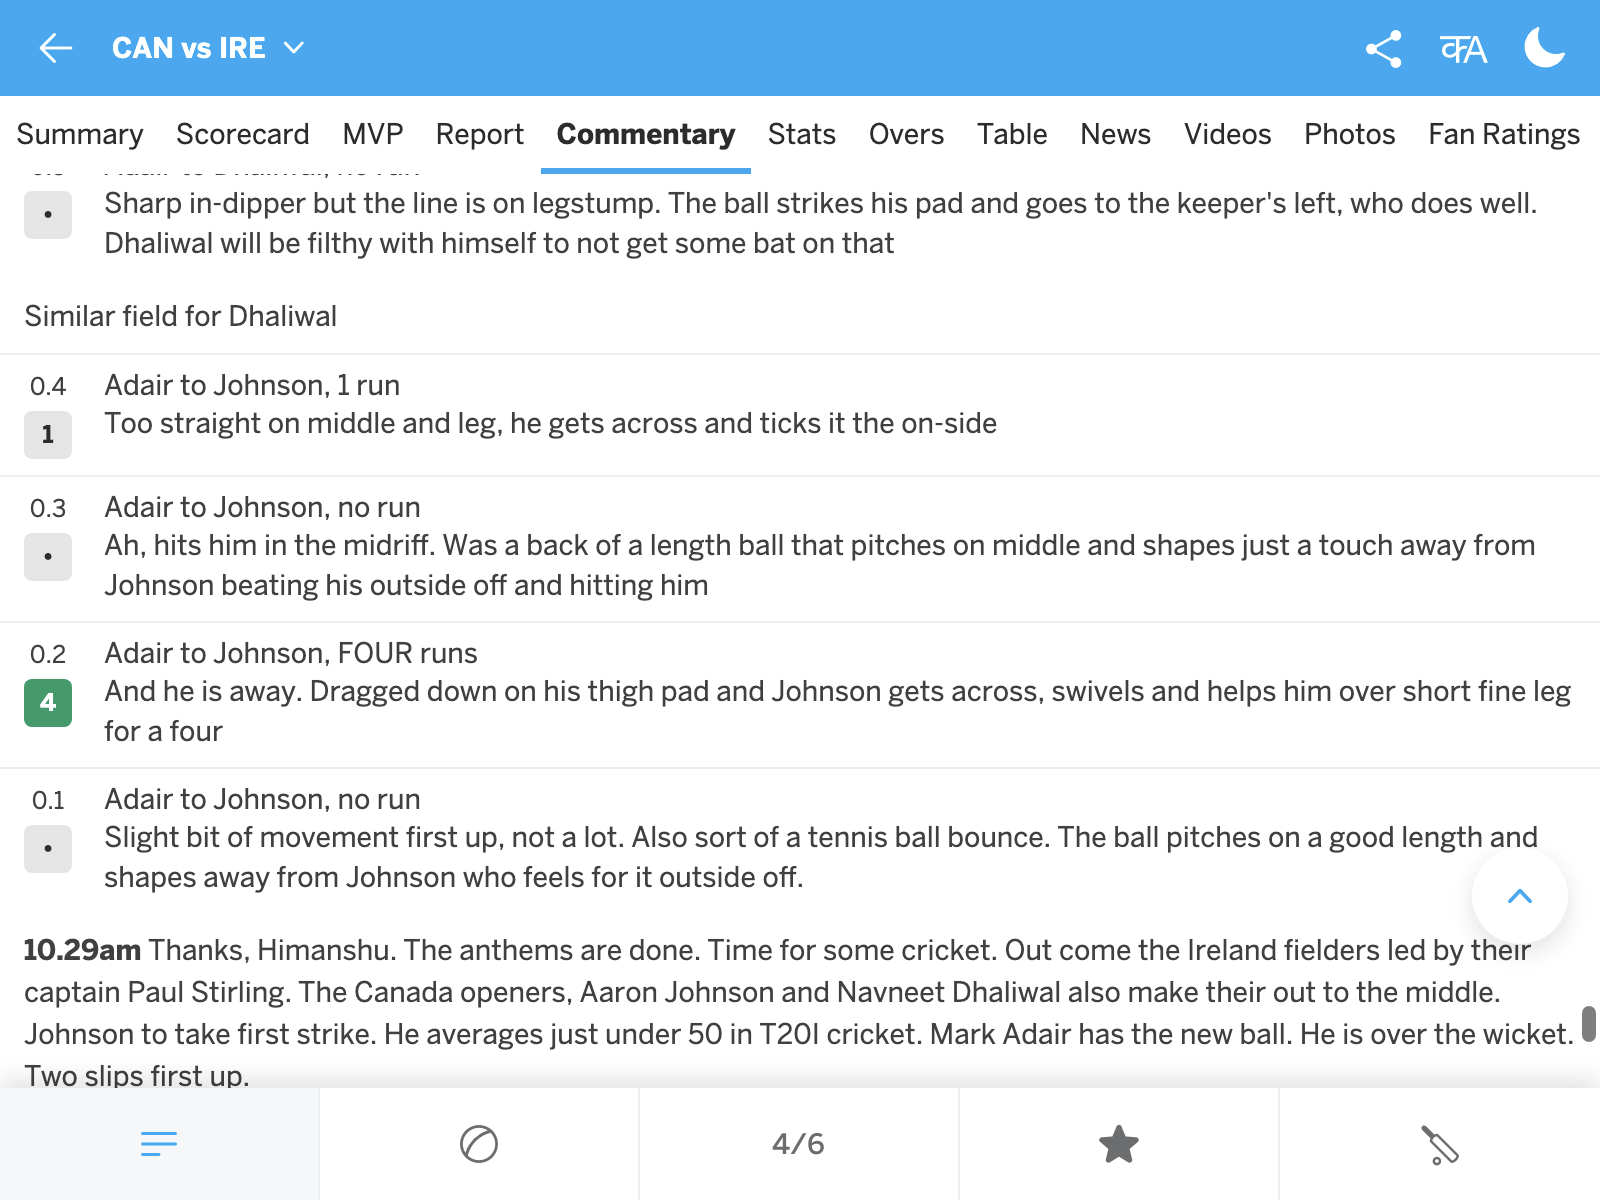 CAN vs IRE
Summary Scorecard MVP Report Commentary Stats Overs Table News Videos Photos Fan Ratings
Sharp in-dipper but the line is on legstump. The ball strikes his pad and goes to the keeper's left, who does well.
Dhaliwal will be filthy with himself to not get some bat on that
Similar field for Dhaliwal
0.4 Adair to Johnson, 1 run
1 Too straight on middle and leg, he gets across and ticks it the on-side
0.3 Adair to Johnson, no run
• Ah, hits him in the midriff. Was a back of a length ball that pitches on middle and shapes just a touch away from
Johnson beating his outside off and hitting him
0.2 Adair to Johnson, FOUR runs
4 And he is away. Dragged down on his thigh pad and Johnson gets across, swivels and helps him over short fine leg
for a four
0.1 Adair to Johnson, no run
• Slight bit of movement first up, not a lot. Also sort of a tennis ball bounce. The ball pitches on a good length and
shapes away from Johnson who feels for it outside off.
10.29am Thanks, Himanshu. The anthems are done. Time for some cricket. Out come the Ireland fielders led by their
captain Paul Stirling. The Canada openers, Aaron Johnson and Navneet Dhaliwal also make their out to the middle.
Johnson to take first strike. He averages just under 50 in T20I cricket. Mark Adair has the new ball. He is over the wicket.
Two slips first up.
4/6